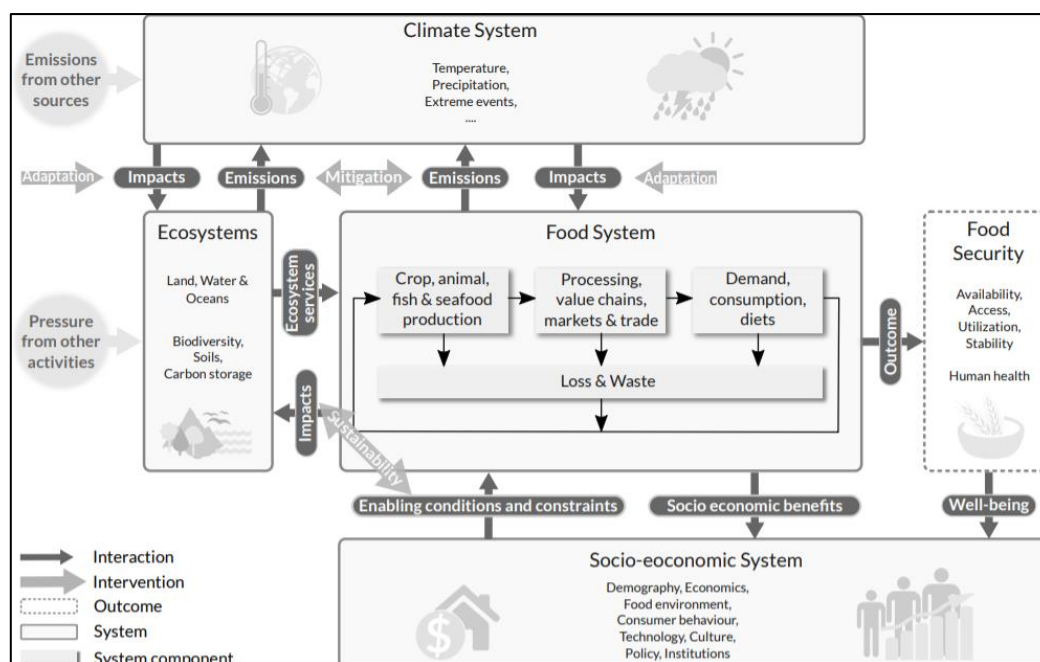 Climate System
Temperature,
Precipitation,
Extreme events,
....
Emissions
from other
sources
Adaptation
Impacts
Emissions
Mitigation
Emissions
Impacts
Adaptation
Ecosystems
Land, Water &
Oceans
Biodiversity,
Soils,
Carbon storage
Pressure
from other
activities
Ecosystem
services
Impacts
Sustainability
Food System
Crop, animal,
fish & seafood
production
Processing,
value chains,
markets & trade
Demand,
consumption,
diets
Loss & Waste
Outcome
Food
Security
Availability,
Access,
Utilization,
Stability
Human health
Enabling conditions and constraints
Socio economic benefits
Well-being
Socio-eoconomic System
Demography, Economics,
Food environment,
Consumer behaviour,
Technology, Culture,
Policy, Institutions
$
Interaction
Intervention
Outcome
System
System component